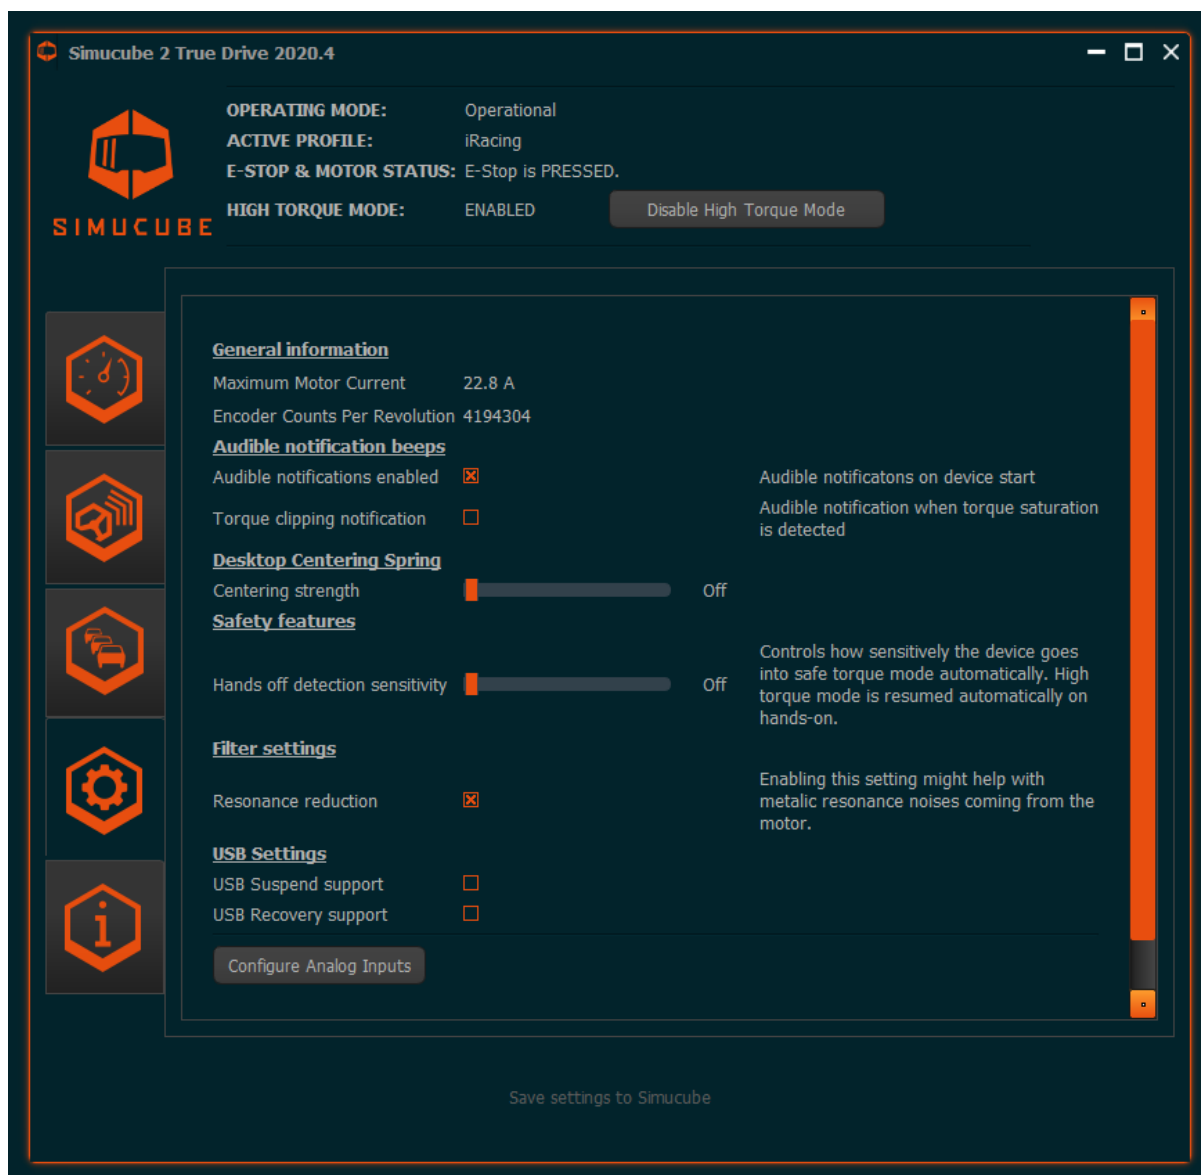 Simucube 2 True Drive 2020.4
OPERATING MODE: Operational
ACTIVE PROFILE: iRacing
E-STOP & MOTOR STATUS: E-Stop is PRESSED.
HIGH TORQUE MODE: ENABLED Disable High Torque Mode
SIMUCUBE
General information
Maximum Motor Current 22.8 A
Encoder Counts Per Revolution 4194304
Audible notification beeps
Audible notifications enabled Audible notificatons on device start
Torque clipping notification Audible notification when torque saturation
is detected
Desktop Centering Spring
Centering strength Off
Safety features
Hands off detection sensitivity Off
Controls how sensitively the device goes
into safe torque mode automatically. High
torque mode is resumed automatically on
hands-on.
Filter settings
Resonance reduction
Enabling this setting might help with
metalic resonance noises coming from the
motor.
USB Settings
USB Suspend support
USB Recovery support
Configure Analog Inputs
Save settings to Simucube